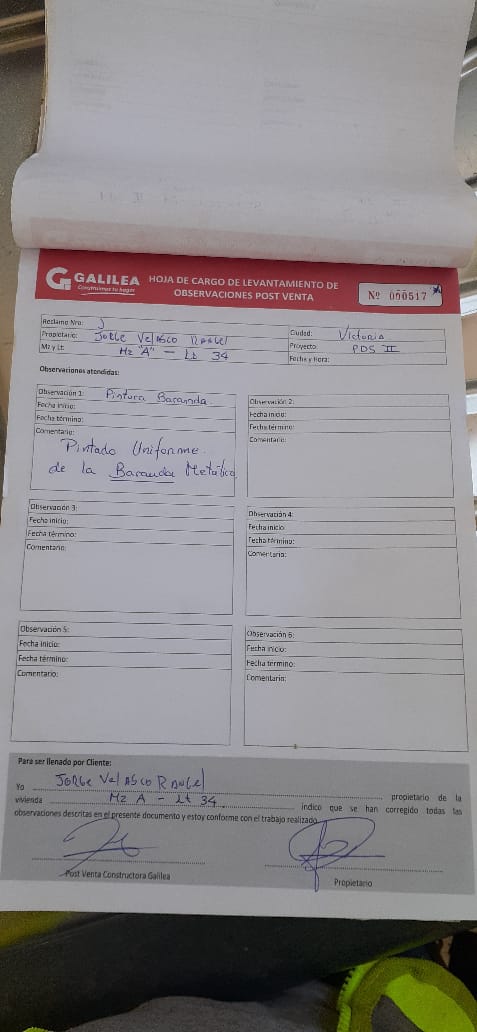 GALILEA
Construimos tu hogar
HOJA DE CARGO DE LEVANTAMIENTO DE
OBSERVACIONES POST VENTA
Nº 000517
Reclamo Nro:
Propietario: Jorge Velasco Rangel
Mz y Lt: Mz "A" - Lt 34
Ciudad: Victoria
Proyecto: PDS II
Fecha y Hora:
Observaciones atendidas:
Observación 1: Pintura Baranda
Fecha inicio:
Fecha término:
Comentario:
Pintado Uniforme
de la Baranda Metálica
Observación 2:
Fecha inicio:
Fecha término:
Comentario:
Observación 3:
Fecha inicio:
Fecha término:
Comentario:
Observación 4:
Fecha inicio:
Fecha término:
Comentario:
Observación 5:
Fecha inicio:
Fecha término:
Comentario:
Observación 6:
Fecha inicio:
Fecha término:
Comentario:
Para ser llenado por Cliente:
Yo JORGE VELASCO RANGEL propietario de la
vivienda Mz A - Lt 34 indico que se han corregido todas las
observaciones descritas en el presente documento y estoy conforme con el trabajo realizado.
Post Venta Constructora Galilea
Propietario